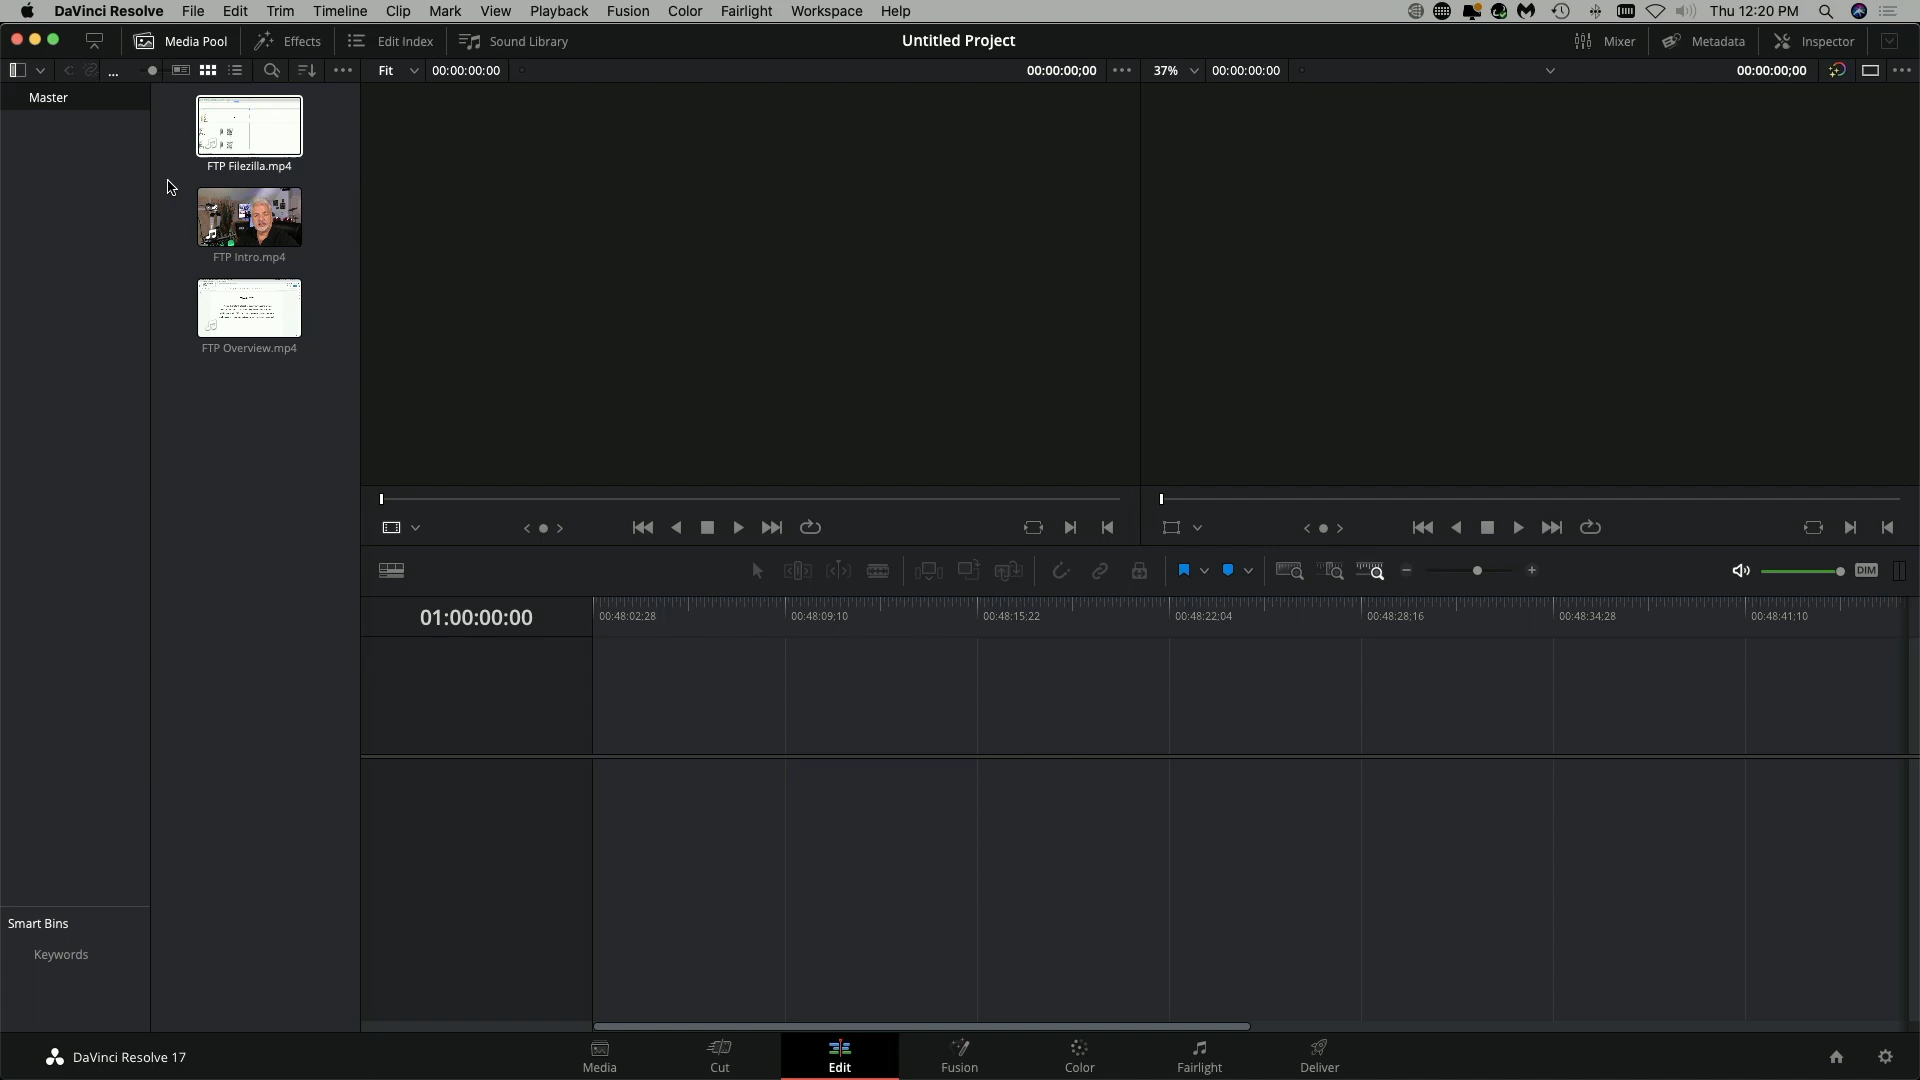 DaVinci Resolve File Edit Trim Timeline Clip Mark View Playback Fusion Color Fairlight Workspace Help Thu 12:20 PM
Media Pool Effects Edit Index Sound Library Untitled Project Mixer Metadata Inspector
... Fit 00:00:00:00 00:00:00;00 37% 00:00:00:00 00:00:00;00
Master
FTP Filezilla.mp4
FTP Intro.mp4
FTP Overview.mp4
DIM
01:00:00:00 00:48:02;28 00:48:09;10 00:48:15;22 00:48:22;04 00:48:28;16 00:48:34;28 00:48:41;10
Smart Bins
Keywords
DaVinci Resolve 17 Media Cut Edit Fusion Color Fairlight Deliver